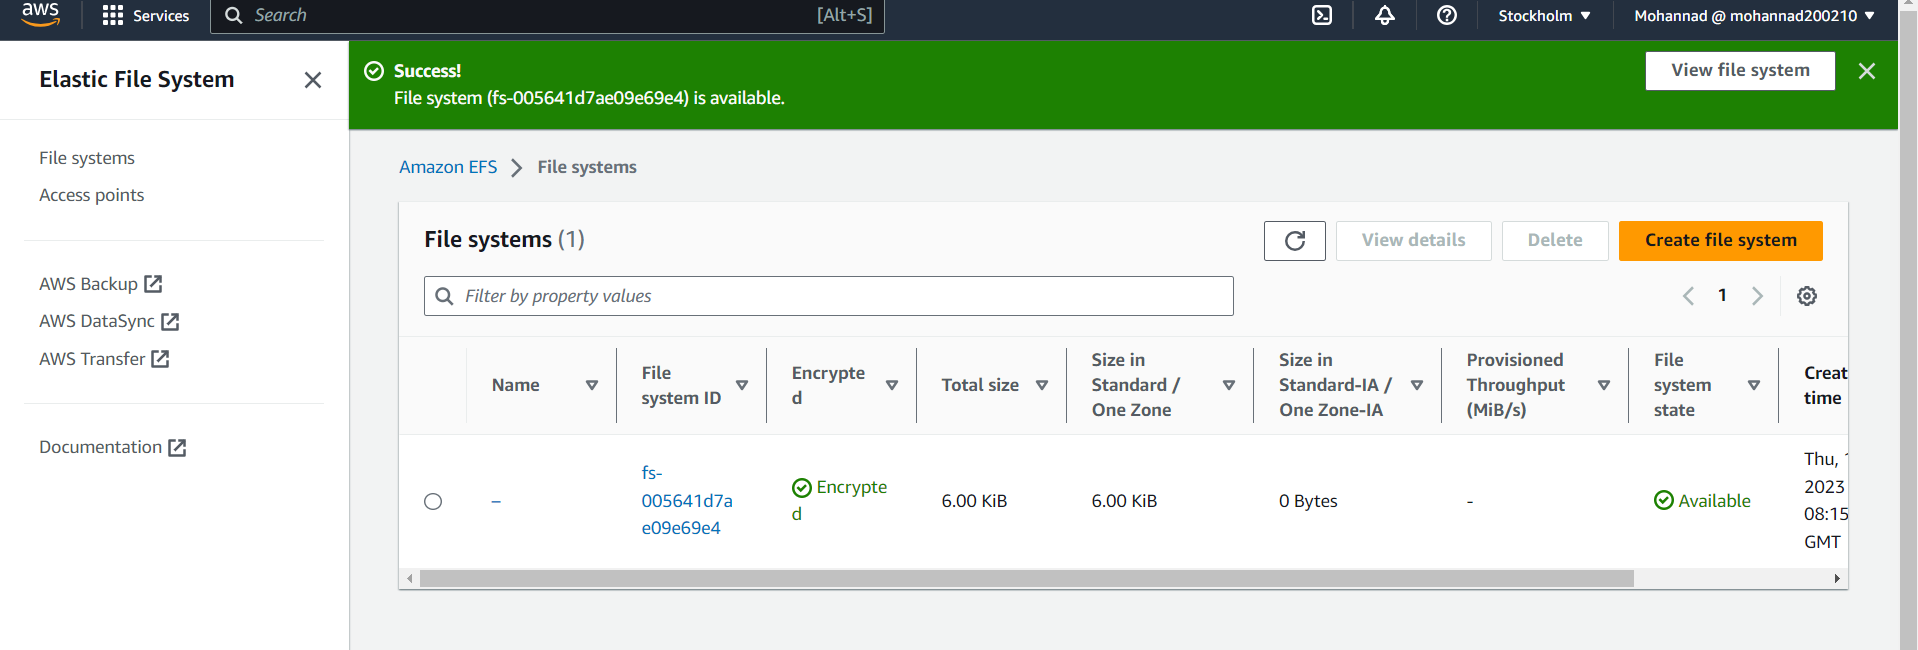 aws
Services
Search
[Alt+S]
Stockholm
Mohannad @ mohannad200210
Elastic File System
File systems
Access points
AWS Backup
AWS DataSync
AWS Transfer
Documentation
Success!
File system (fs-005641d7ae09e69e4) is available.
View file system
Amazon EFS
File systems
File systems (1)
View details
Delete
Create file system
Filter by property values
1
Name
File
system ID
Encrypte
d
Total size
Size in
Standard /
One Zone
Size in
Standard-IA /
One Zone-IA
Provisioned
Throughput
(MiB/s)
File
system
state
Creat
time
–
fs-
005641d7a
e09e69e4
Encrypte
d
6.00 KiB
6.00 KiB
0 Bytes
-
Available
Thu,
2023
08:15
GMT